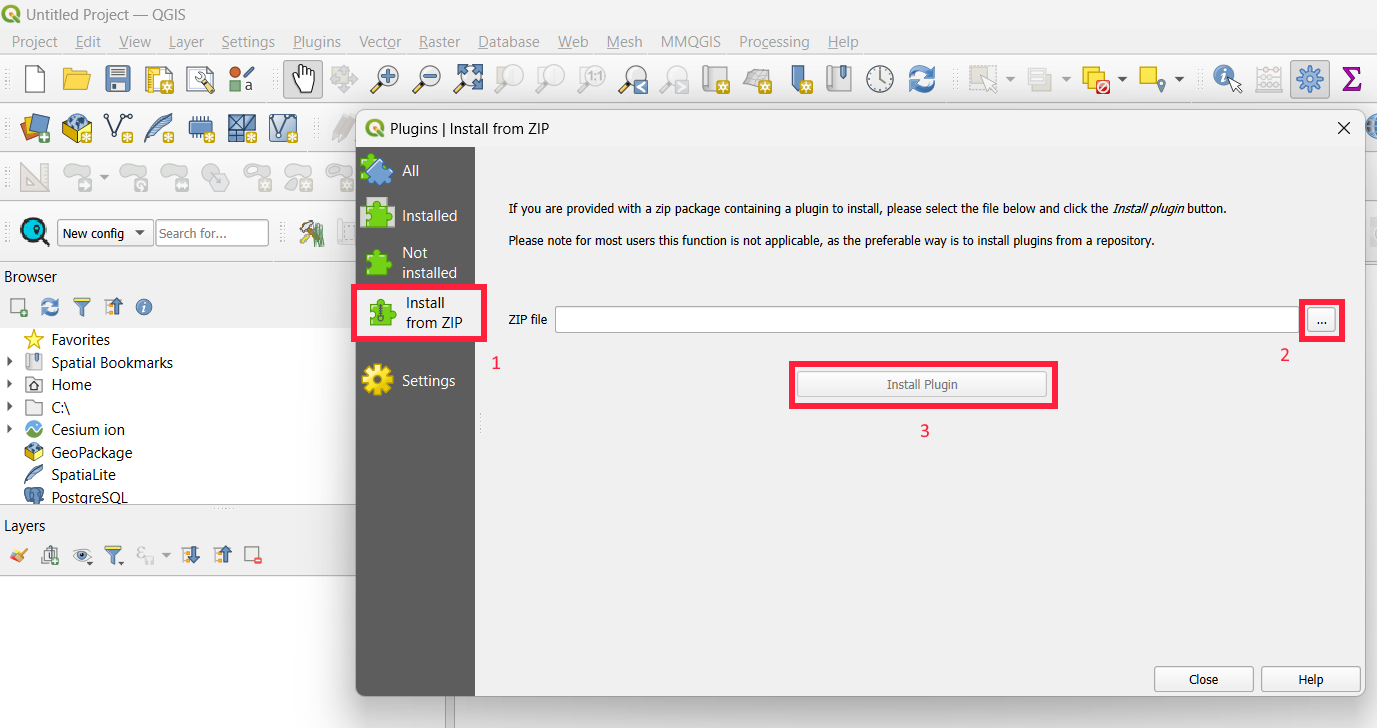 Untitled Project — QGIS
Project Edit View Layer Settings Plugins Vector Raster Database Web Mesh MMQGIS Processing Help
1:1
a
Σ
Plugins | Install from ZIP
All
Installed
Not
installed
Install
from ZIP
1
Settings
If you are provided with a zip package containing a plugin to install, please select the file below and click the Install plugin button.
Please note for most users this function is not applicable, as the preferable way is to install plugins from a repository.
ZIP file
...
2
Install Plugin
3
Close
Help
New config
Search for...
Browser
Favorites
Spatial Bookmarks
Home
C:\
Cesium ion
GeoPackage
SpatiaLite
PostgreSQL
Layers
ε